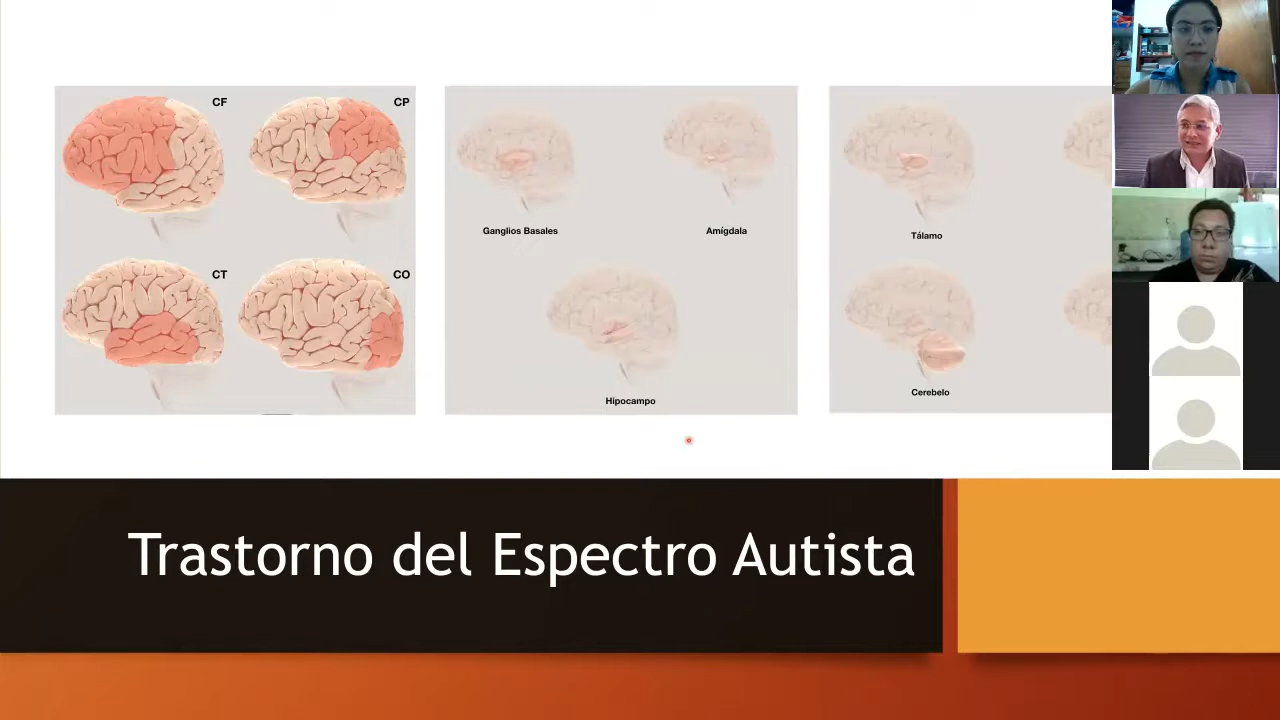 CF
CP
CT
CO
Ganglios Basales
Amígdala
Hipocampo
Tálamo
Cerebelo
Trastorno del Espectro Autista